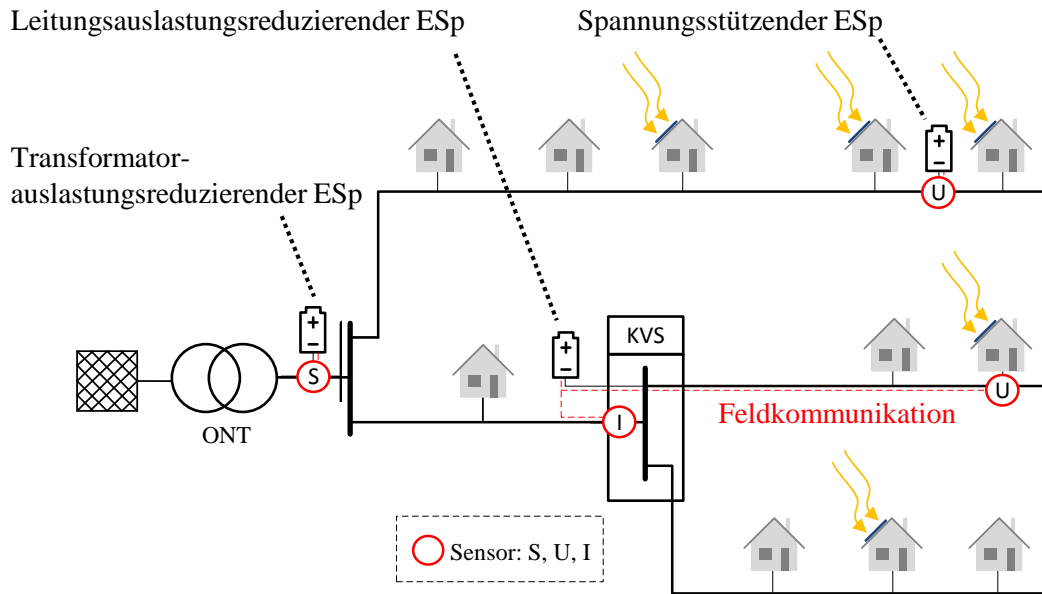 Leitungsauslastungsreduzierender ESp
Spannungsstützender ESp
Transformator-
auslastungsreduzierender ESp
U
KVS
S
ONT
I
U
Feldkommunikation
Sensor: S, U, I